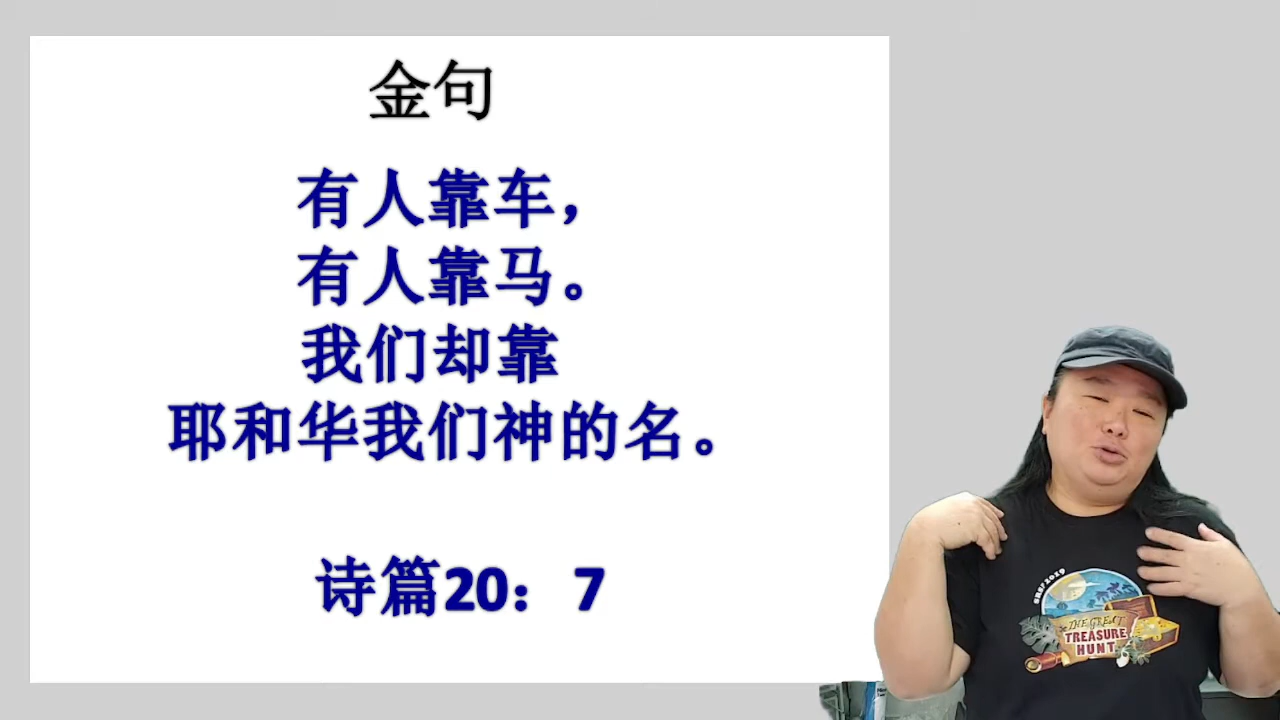 金句
有人靠车，
有人靠马。
我们却靠
耶和华我们神的名。
诗篇20：7
THE GREAT
TREASURE
HUNT